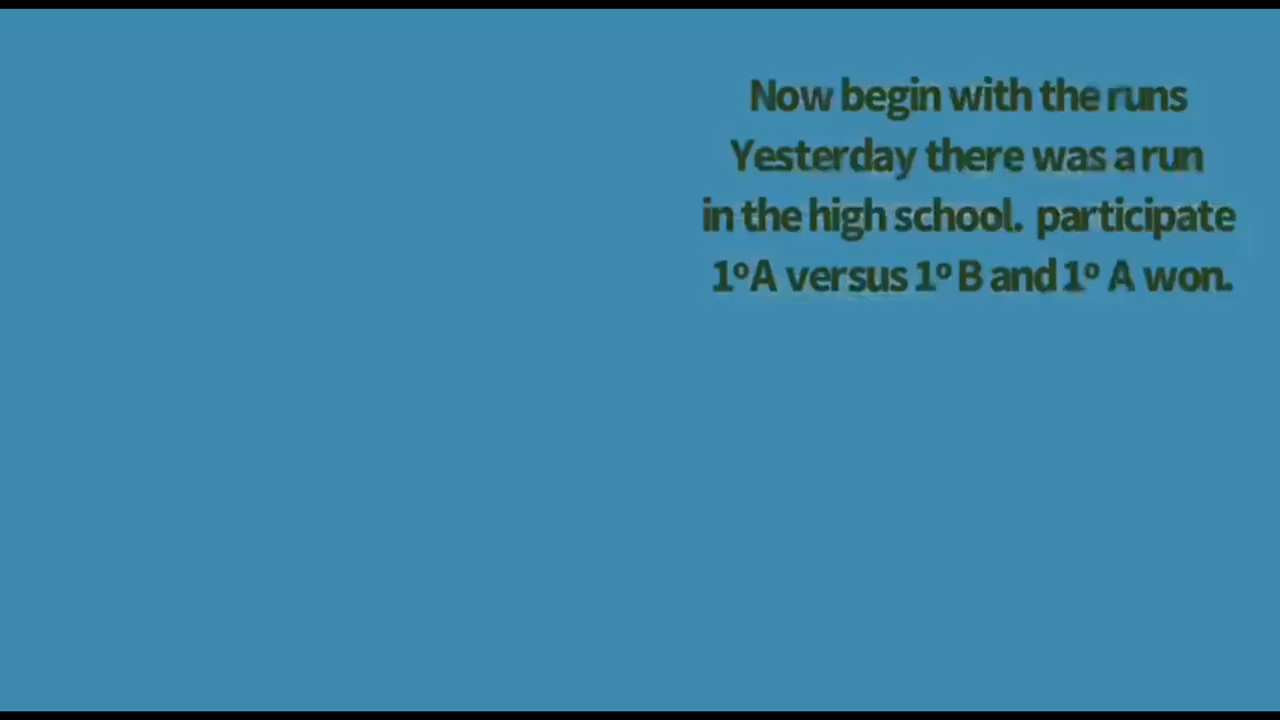 Now begin with the runs
Yesterday there was a run
in the high school. participate
1º A versus 1º B and 1º A won.